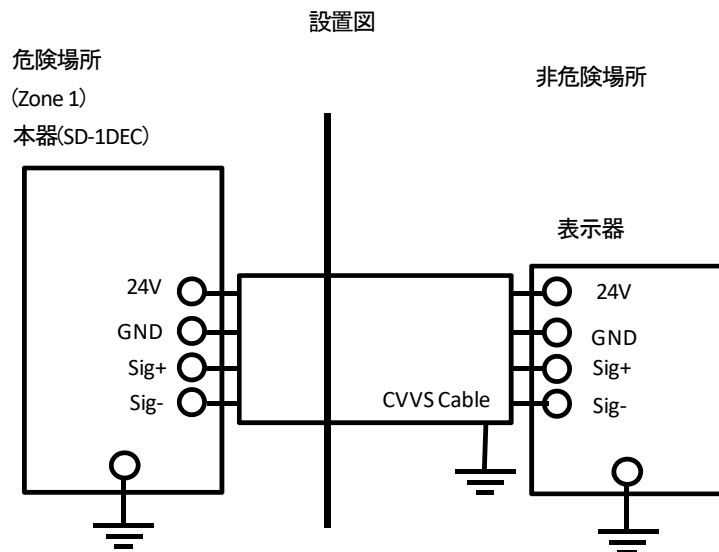 設置図
危険場所
(Zone 1)
本器(SD-1DEC)
非危険場所
表示器
24V
GND
Sig+
Sig-
CVVS Cable
24V
GND
Sig+
Sig-